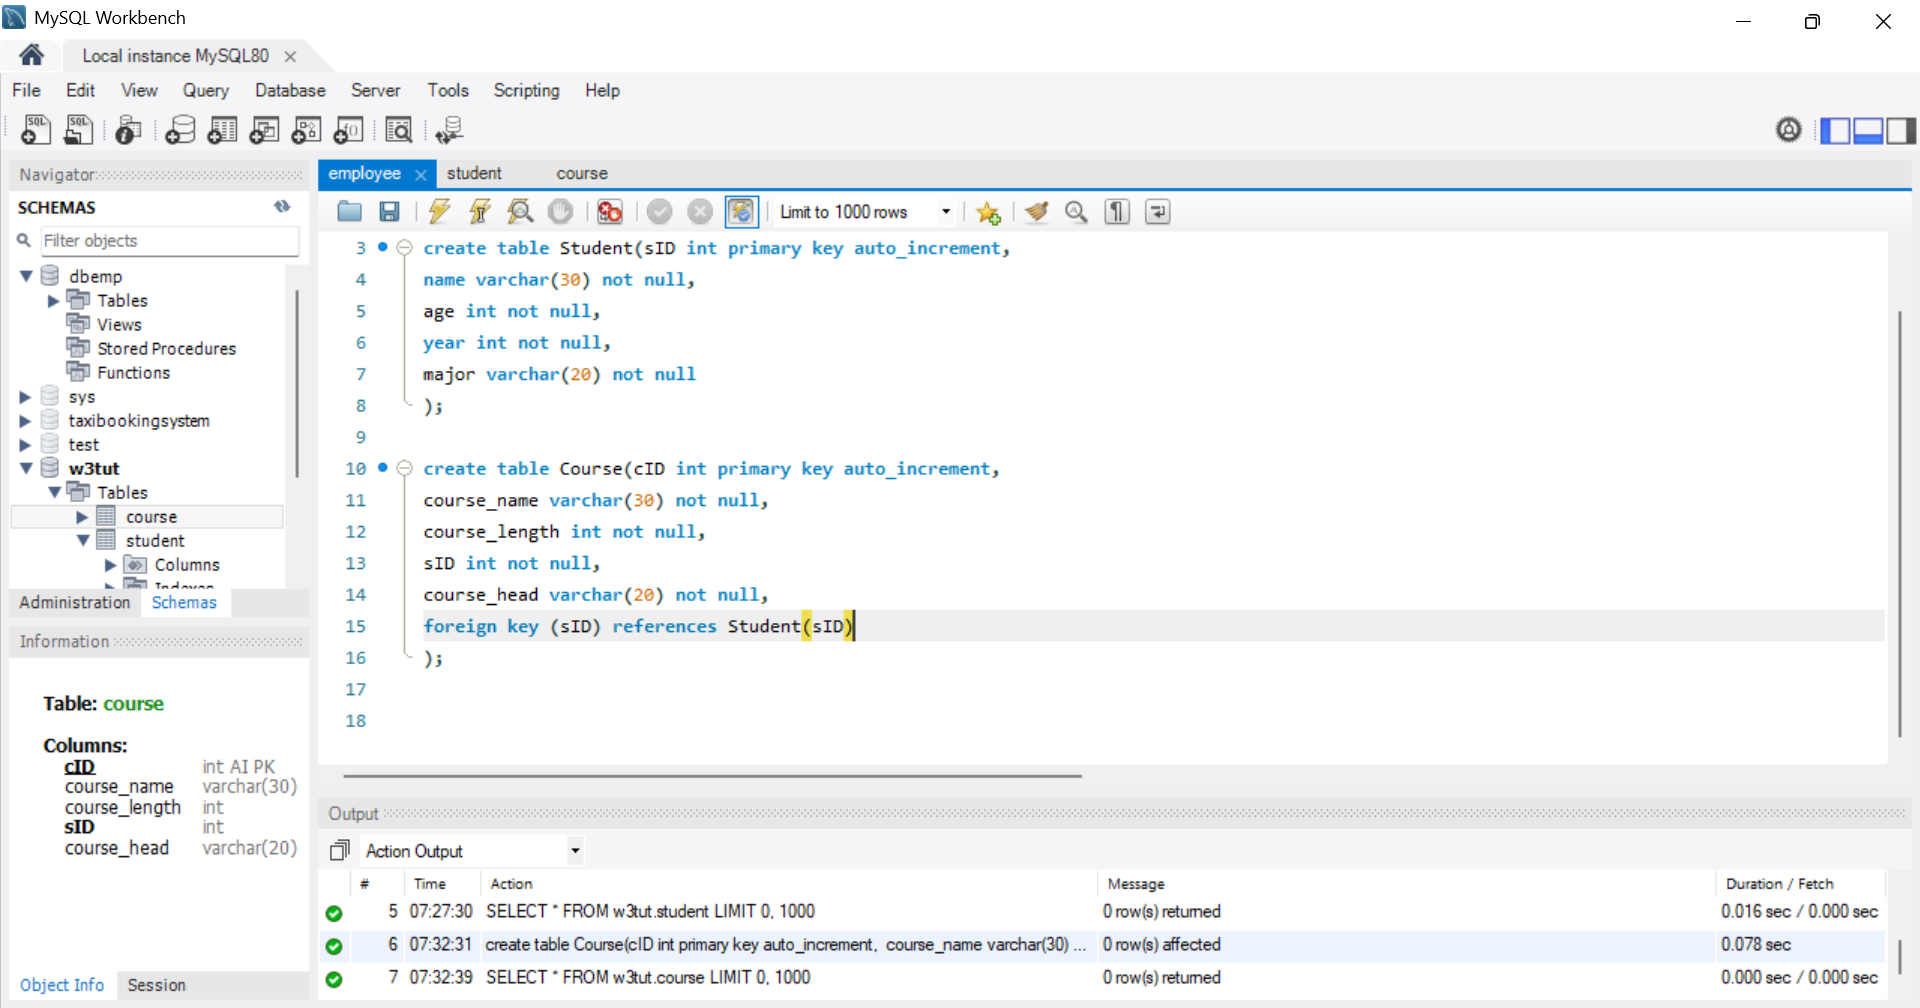 MySQL Workbench
Local instance MySQL80
File Edit View Query Database Server Tools Scripting Help
Navigator
SCHEMAS
Filter objects
dbemp
Tables
Views
Stored Procedures
Functions
sys
taxibookingsystem
test
w3tut
Tables
course
student
Columns
Indexes
Administration Schemas
Information
Table: course
Columns:
cID int AI PK
course_name varchar(30)
course_length int
sID int
course_head varchar(20)
Object Info Session
employee student course
Limit to 1000 rows
3 create table Student(sID int primary key auto_increment,
4 name varchar(30) not null,
5 age int not null,
6 year int not null,
7 major varchar(20) not null
8 );
9
10 create table Course(cID int primary key auto_increment,
11 course_name varchar(30) not null,
12 course_length int not null,
13 sID int not null,
14 course_head varchar(20) not null,
15 foreign key (sID) references Student(sID)
16 );
17
18
Output
Action Output
# Time Action Message Duration / Fetch
5 07:27:30 SELECT * FROM w3tut.student LIMIT 0, 1000 0 row(s) returned 0.016 sec / 0.000 sec
6 07:32:31 create table Course(cID int primary key auto_increment, course_name varchar(30) ... 0 row(s) affected 0.078 sec
7 07:32:39 SELECT * FROM w3tut.course LIMIT 0, 1000 0 row(s) returned 0.000 sec / 0.000 sec